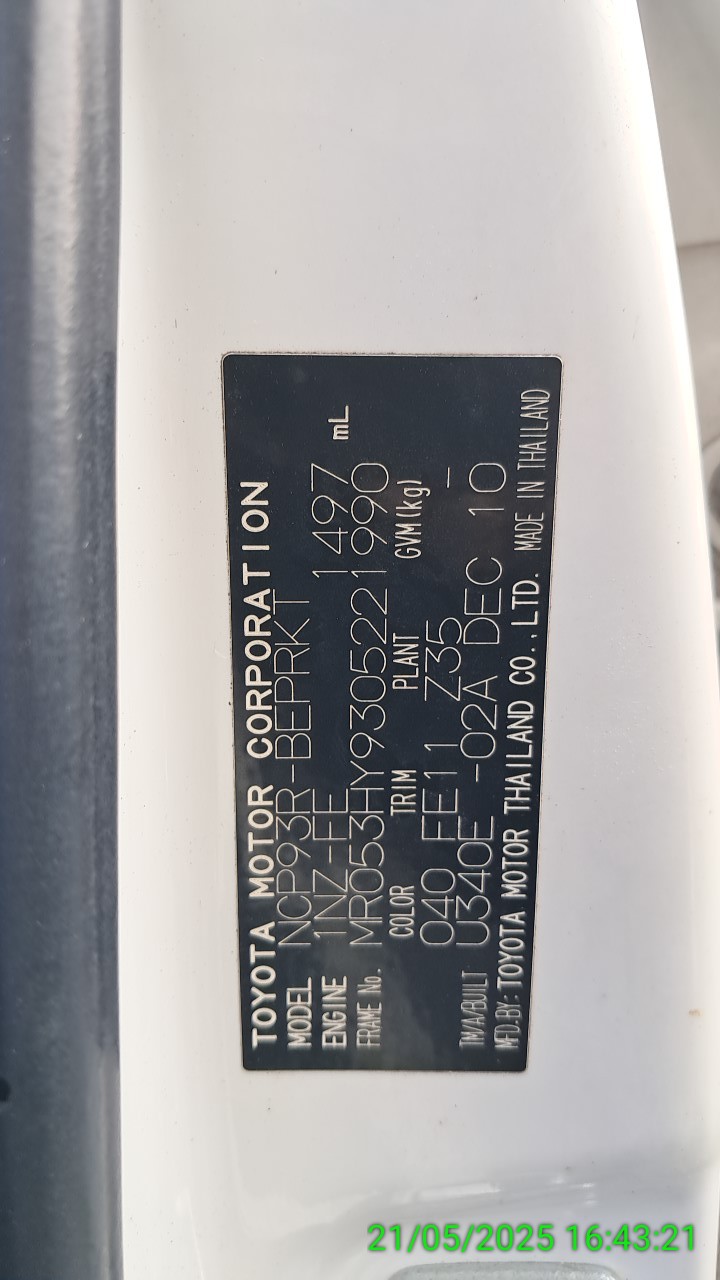 TOYOTA MOTOR CORPORATION
MODEL NCP93R-BEPRKT
ENGINE 1NZ-FE 1497 mL
FRAME No. MR053HY9305221990
COLOR TRIM PLANT GVM(kg)
040 FE11 Z35 -
TM/A/BUILT U340E -02A DEC 10
MFD.BY:TOYOTA MOTOR THAILAND CO.,LTD. MADE IN THAILAND
21/05/2025 16:43:21